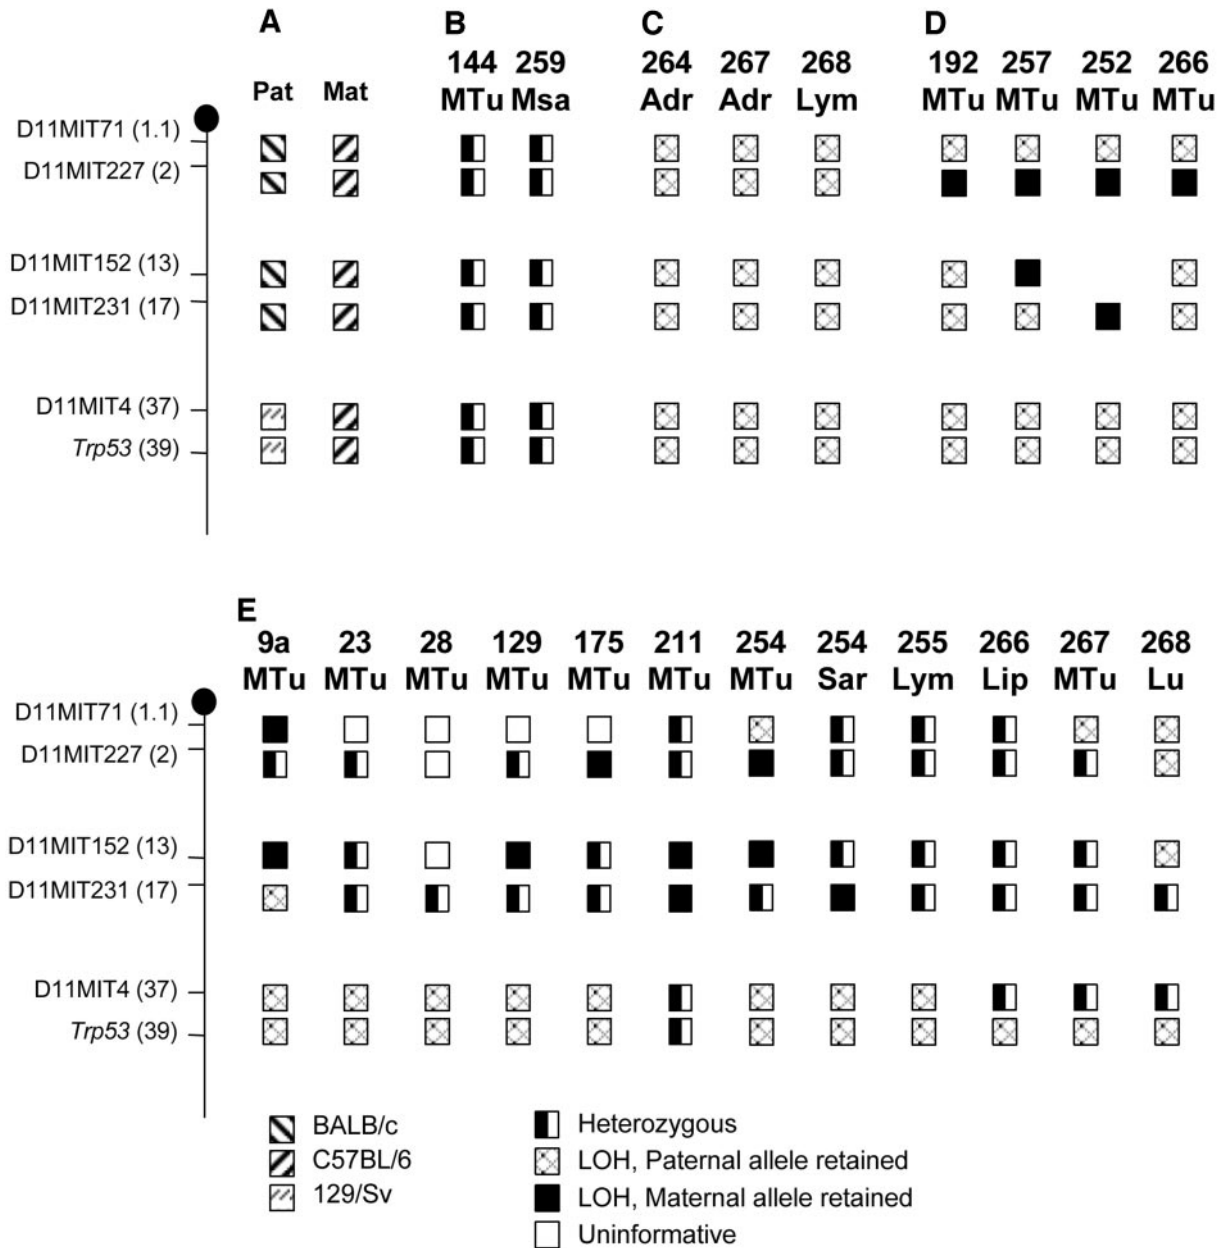 A B C D
144 259 264 267 268 192 257 252 266
Pat Mat MTu Msa Adr Adr Lym MTu MTu MTu MTu
D11MIT71 (1.1)
D11MIT227 (2)
D11MIT152 (13)
D11MIT231 (17)
D11MIT4 (37)
Trp53 (39)
E
9a 23 28 129 175 211 254 254 255 266 267 268
MTu MTu MTu MTu MTu MTu MTu Sar Lym Lip MTu Lu
D11MIT71 (1.1)
D11MIT227 (2)
D11MIT152 (13)
D11MIT231 (17)
D11MIT4 (37)
Trp53 (39)
BALB/c
C57BL/6
129/Sv
Heterozygous
LOH, Paternal allele retained
LOH, Maternal allele retained
Uninformative